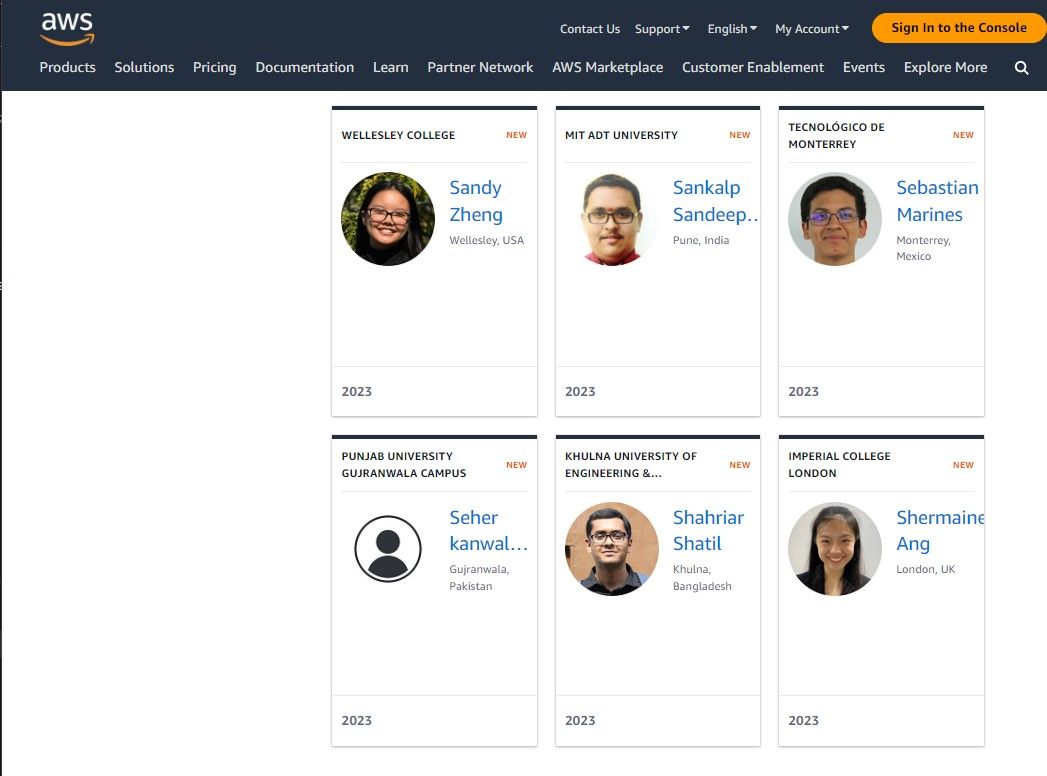 aws
Contact Us Support English My Account Sign In to the Console
Products Solutions Pricing Documentation Learn Partner Network AWS Marketplace Customer Enablement Events Explore More
WELLESLEY COLLEGE NEW
Sandy
Zheng
Wellesley, USA
2023
MIT ADT UNIVERSITY NEW
Sankalp
Sandeep...
Pune, India
2023
TECNOLÓGICO DE
MONTERREY NEW
Sebastian
Marines
Monterrey,
Mexico
2023
PUNJAB UNIVERSITY
GUJRANWALA CAMPUS NEW
Seher
kanwal...
Gujranwala,
Pakistan
2023
KHULNA UNIVERSITY OF
ENGINEERING &... NEW
Shahriar
Shatil
Khulna,
Bangladesh
2023
IMPERIAL COLLEGE
LONDON NEW
Shermaine
Ang
London, UK
2023